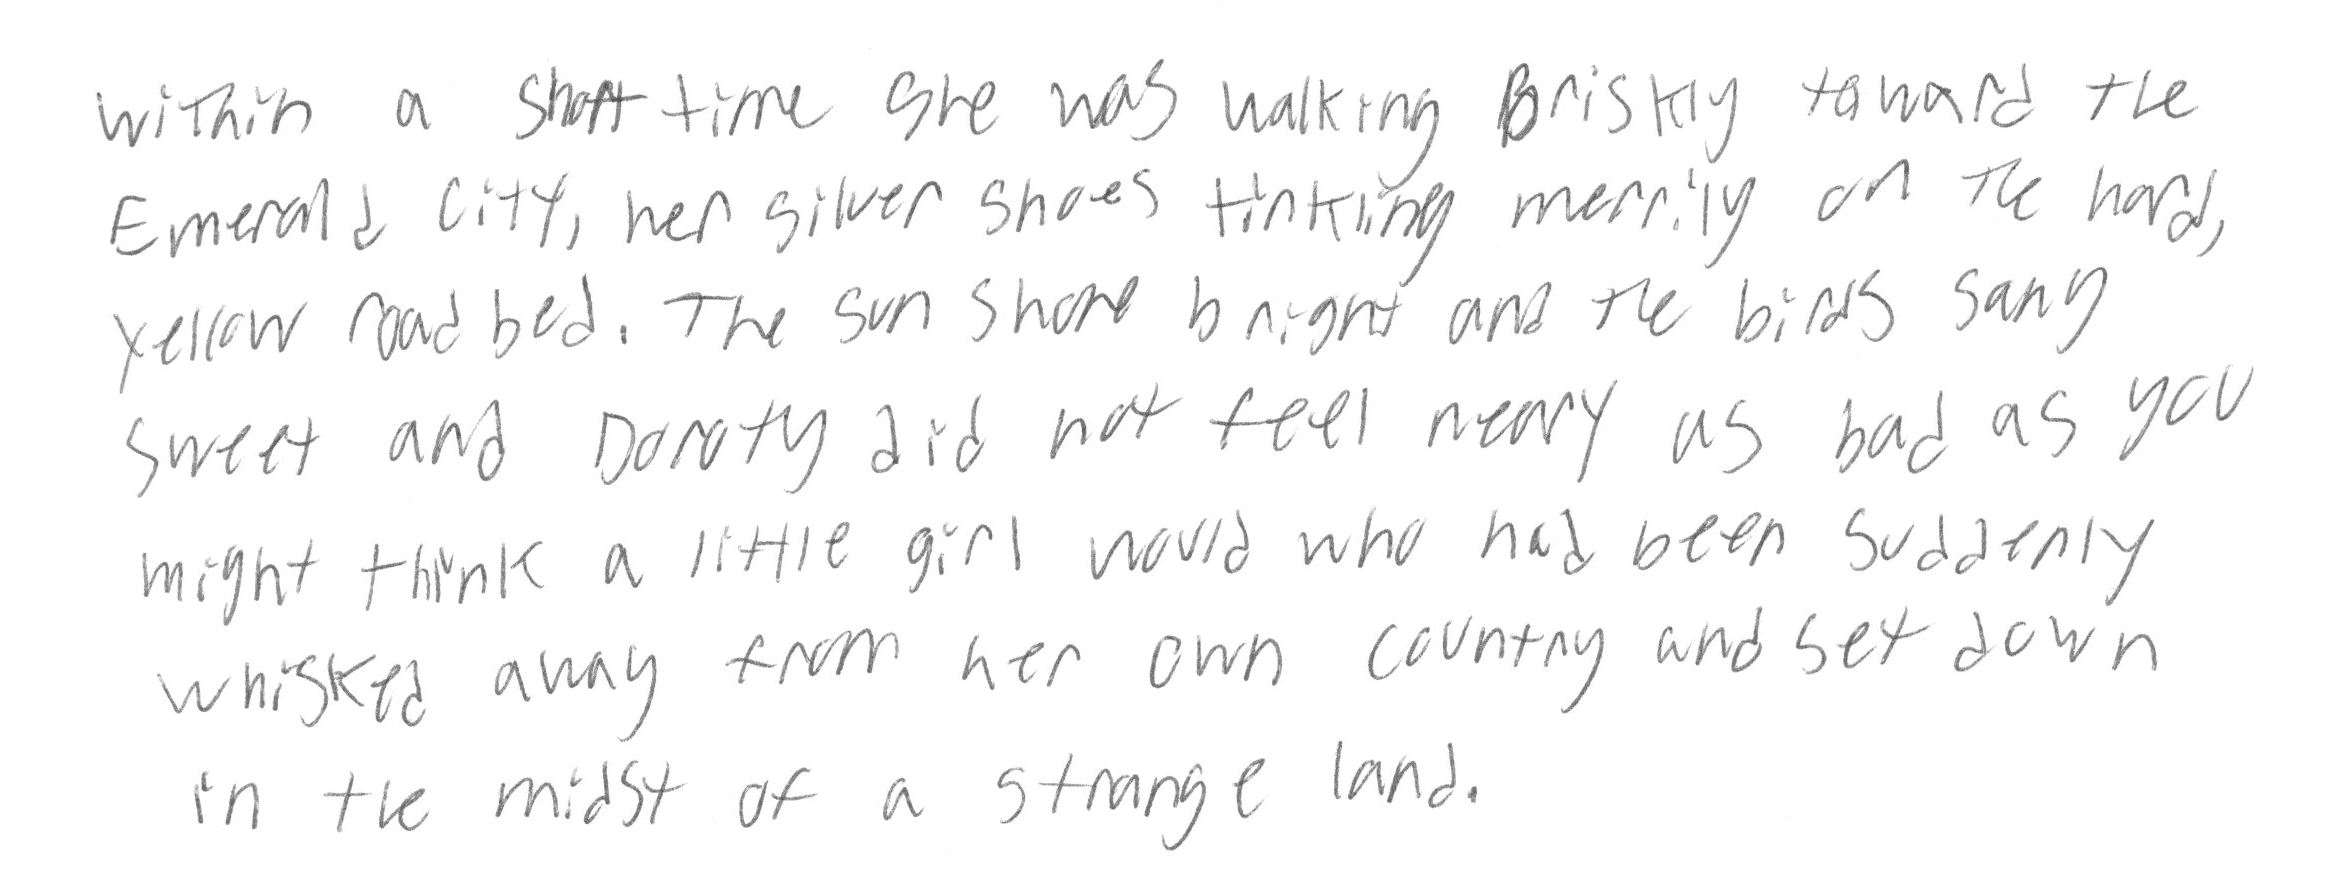 within a short time she was walking Briskly toward the
Emerald City, her silver shoes tinkling merrily on the hard,
yellow road bed. The sun shone bright and the birds sang
sweet and Doroty did not feel neary as bad as you
might think a little girl would who had been suddenly
whisked away from her own country and set down
in the midst of a strange land.